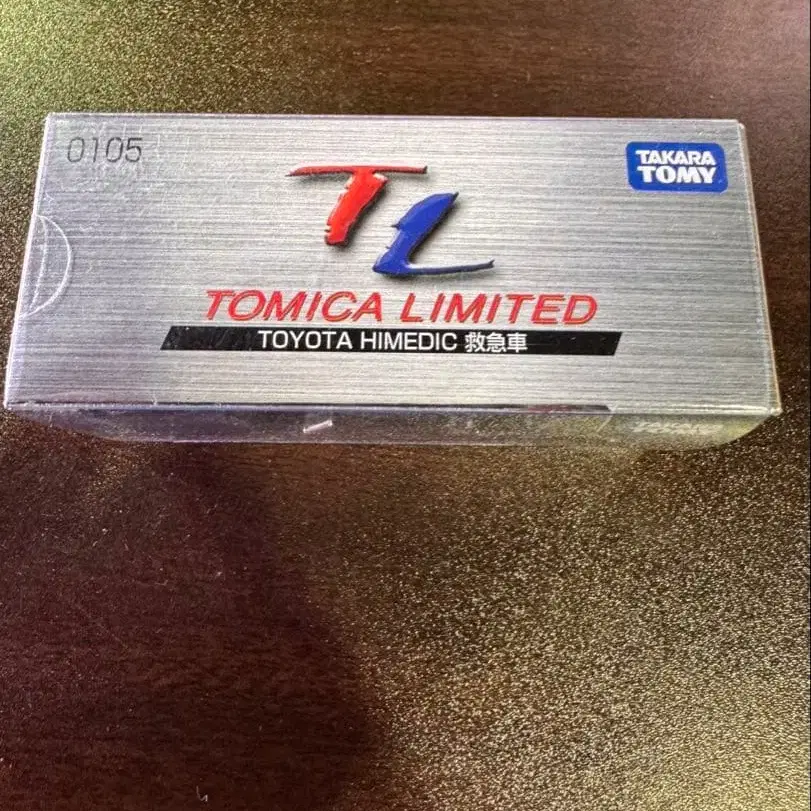 0105
TAKARA
TOMY
TL
TOMICA LIMITED
TOYOTA HIMEDIC 救急車